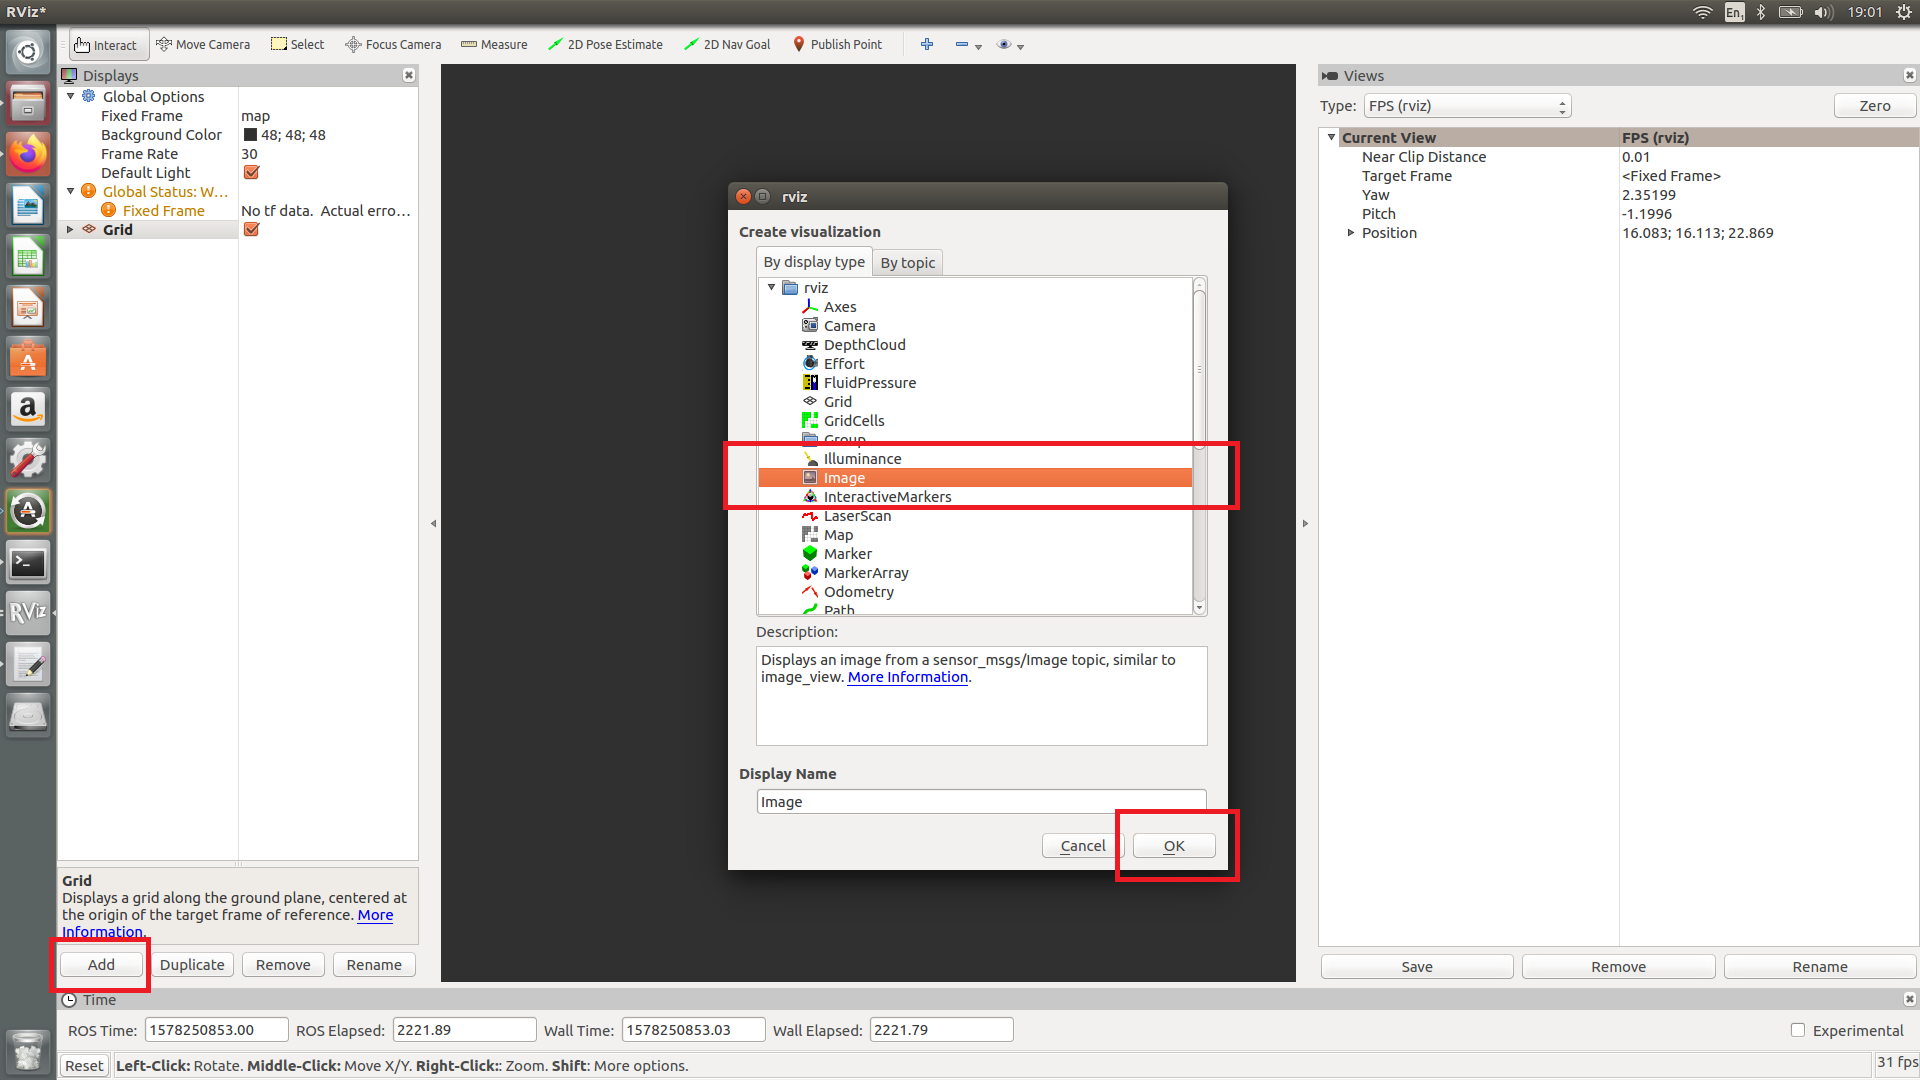 RViz*
En1
19:01
Interact Move Camera Select Focus Camera Measure 2D Pose Estimate 2D Nav Goal Publish Point
Displays
Global Options
Fixed Frame map
Background Color 48; 48; 48
Frame Rate 30
Default Light
Global Status: W...
Fixed Frame No tf data. Actual erro...
Grid
Grid
Displays a grid along the ground plane, centered at
the origin of the target frame of reference. More
Information.
Add Duplicate Remove Rename
rviz
Create visualization
By display type By topic
rviz
Axes
Camera
DepthCloud
Effort
FluidPressure
Grid
GridCells
Group
Illuminance
Image
InteractiveMarkers
LaserScan
Map
Marker
MarkerArray
Odometry
Path
Description:
Displays an image from a sensor_msgs/Image topic, similar to
image_view. More Information.
Display Name
Image
Cancel OK
Views
Type: FPS (rviz) Zero
Current View FPS (rviz)
Near Clip Distance 0.01
Target Frame <Fixed Frame>
Yaw 2.35199
Pitch -1.1996
Position 16.083; 16.113; 22.869
Save Remove Rename
Time
ROS Time: 1578250853.00 ROS Elapsed: 2221.89 Wall Time: 1578250853.03 Wall Elapsed: 2221.79 Experimental
Reset Left-Click: Rotate. Middle-Click: Move X/Y. Right-Click:: Zoom. Shift: More options. 31 fps
a
RViz